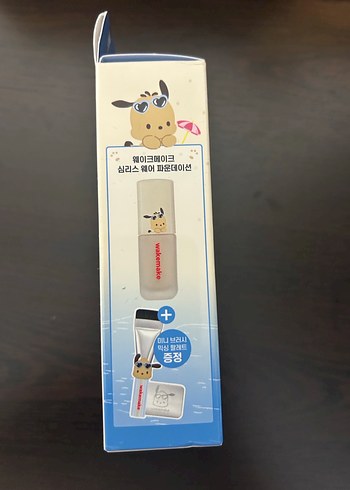 웨이크메이크
심리스 웨어 파운데이션
wakemake
+
미니 브러시
믹싱 팔레트
증정
wakemake